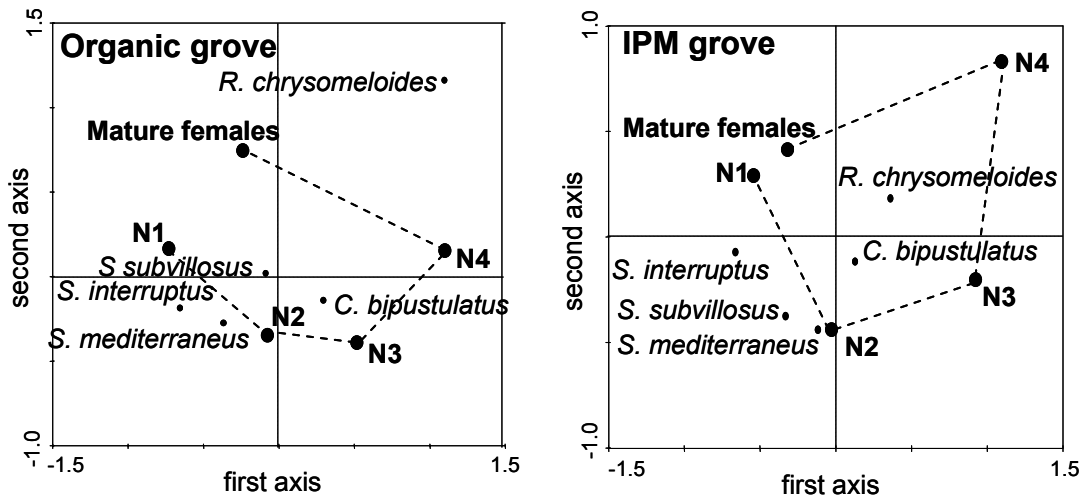 1.5
Organic grove
R. chrysomeloides
Mature females
N1
S subvillosus
N4
S. interruptus
C. bipustulatus
N2
S. mediterraneus
N3
second axis
-1.0
-1.5
first axis
1.5
1.0
IPM grove
N4
Mature females
N1
R. chrysomeloides
C. bipustulatus
S. interruptus
N3
S. subvillosus
S. mediterraneus
N2
second axis
-1.0
-1.5
first axis
1.5